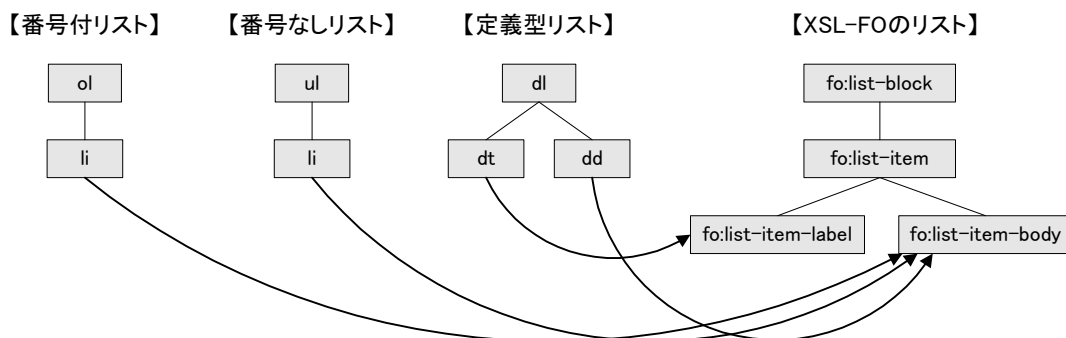 【番号付リスト】 【番号なしリスト】 【定義型リスト】 【XSL-FOのリスト】
ol ul dl fo:list-block
li li dt dd fo:list-item
fo:list-item-label fo:list-item-body